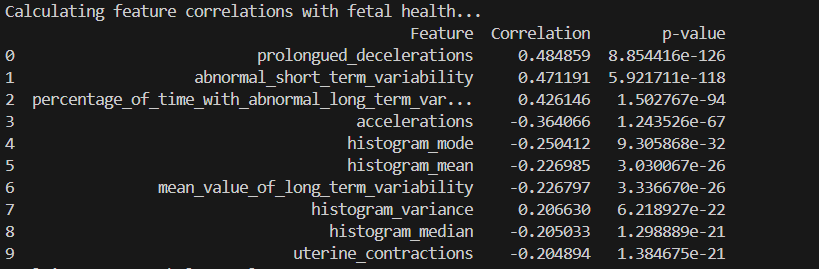 Calculating feature correlations with fetal health...
Feature Correlation p-value
0 prolongued_decelerations 0.484859 8.854416e-126
1 abnormal_short_term_variability 0.471191 5.921711e-118
2 percentage_of_time_with_abnormal_long_term_var... 0.426146 1.502767e-94
3 accelerations -0.364066 1.243526e-67
4 histogram_mode -0.250412 9.305868e-32
5 histogram_mean -0.226985 3.030067e-26
6 mean_value_of_long_term_variability -0.226797 3.336670e-26
7 histogram_variance 0.206630 6.218927e-22
8 histogram_median -0.205033 1.298889e-21
9 uterine_contractions -0.204894 1.384675e-21